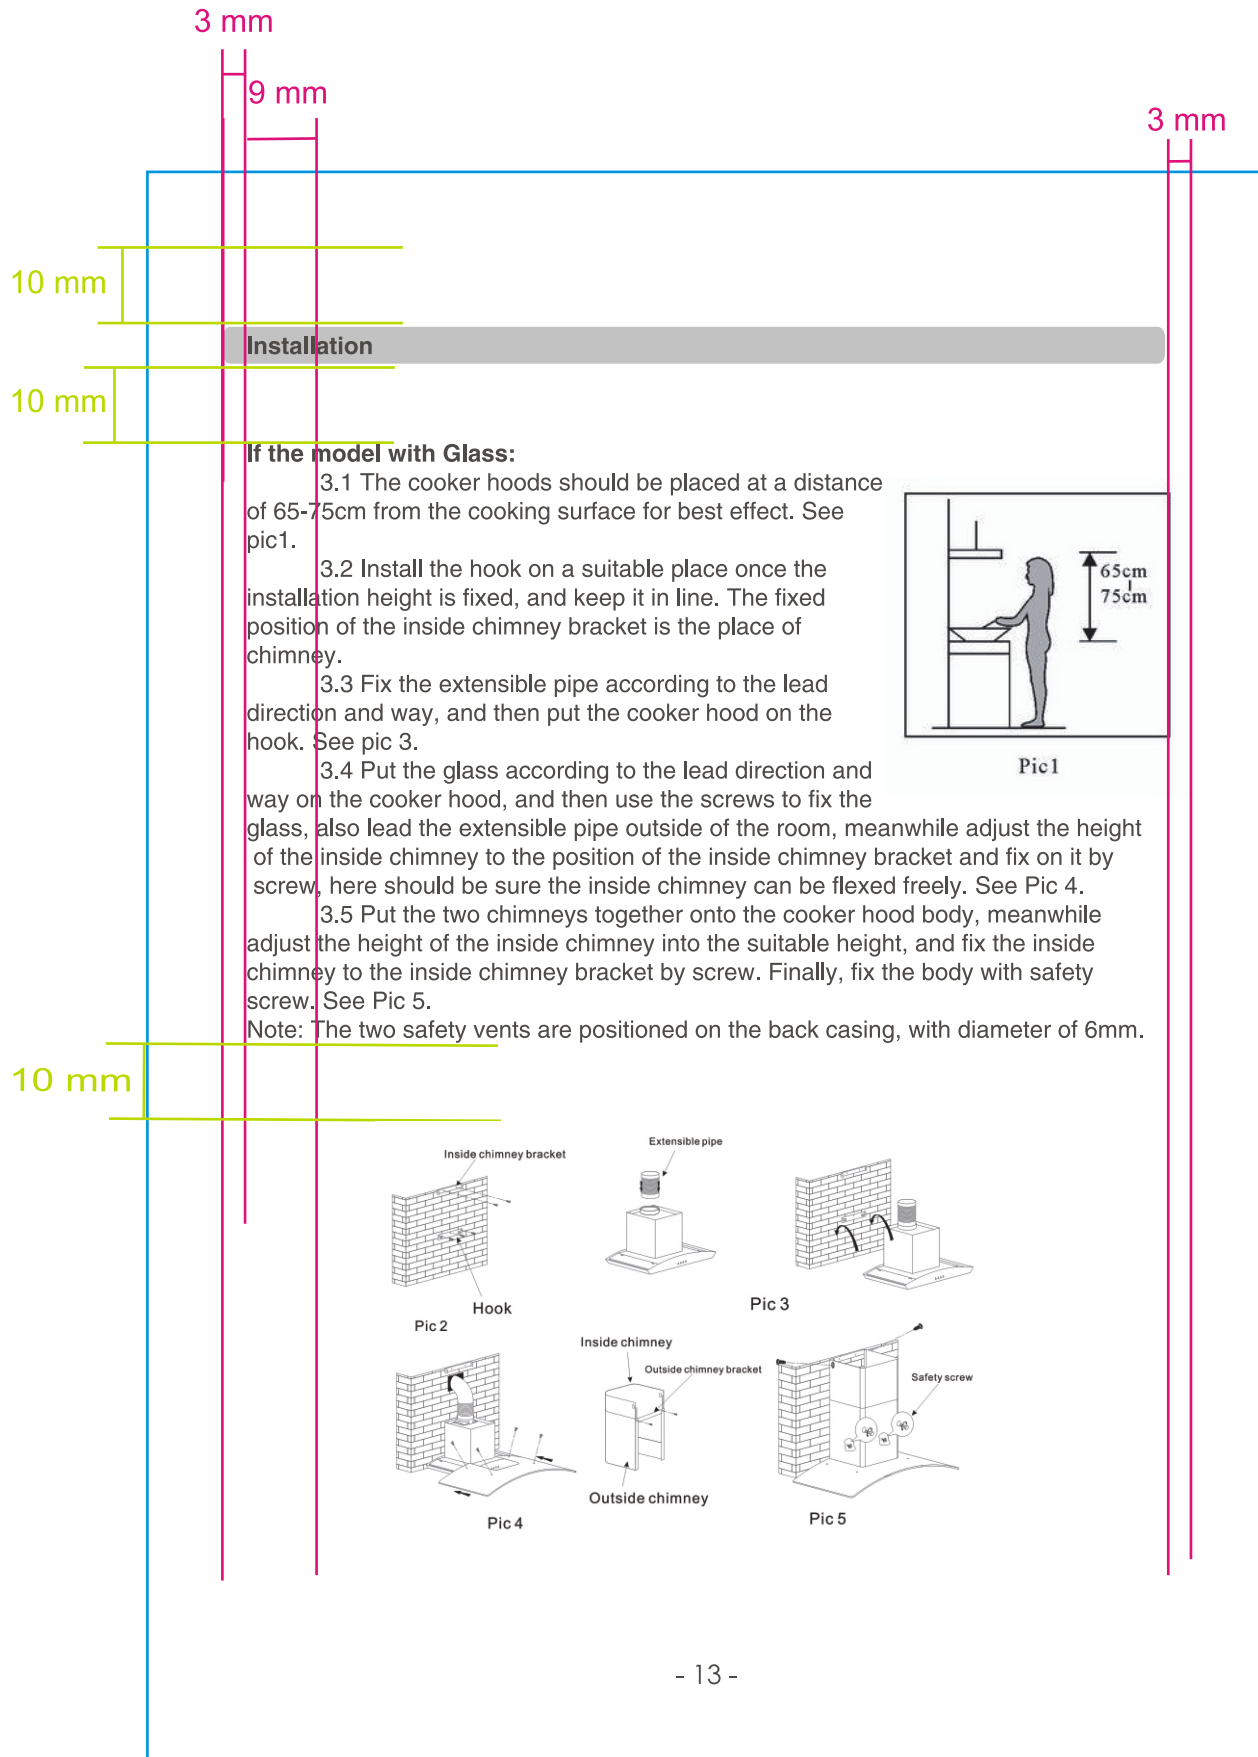 3 mm
9 mm
3 mm
10 mm
Installation
10 mm
If the model with Glass:
3.1 The cooker hoods should be placed at a distance
of 65-75cm from the cooking surface for best effect. See
pic1.
3.2 Install the hook on a suitable place once the
installation height is fixed, and keep it in line. The fixed
position of the inside chimney bracket is the place of
chimney.
3.3 Fix the extensible pipe according to the lead
direction and way, and then put the cooker hood on the
hook. See pic 3.
3.4 Put the glass according to the lead direction and
way on the cooker hood, and then use the screws to fix the
glass, also lead the extensible pipe outside of the room, meanwhile adjust the height
of the inside chimney to the position of the inside chimney bracket and fix on it by
screw, here should be sure the inside chimney can be flexed freely. See Pic 4.
3.5 Put the two chimneys together onto the cooker hood body, meanwhile
adjust the height of the inside chimney into the suitable height, and fix the inside
chimney to the inside chimney bracket by screw. Finally, fix the body with safety
screw. See Pic 5.
Note: The two safety vents are positioned on the back casing, with diameter of 6mm.
65cm
75cm
Pic1
10 mm
Inside chimney bracket
Extensible pipe
Hook
Pic 2
Pic 3
Inside chimney
Outside chimney bracket
Safety screw
Outside chimney
Pic 4
Pic 5
- 13 -